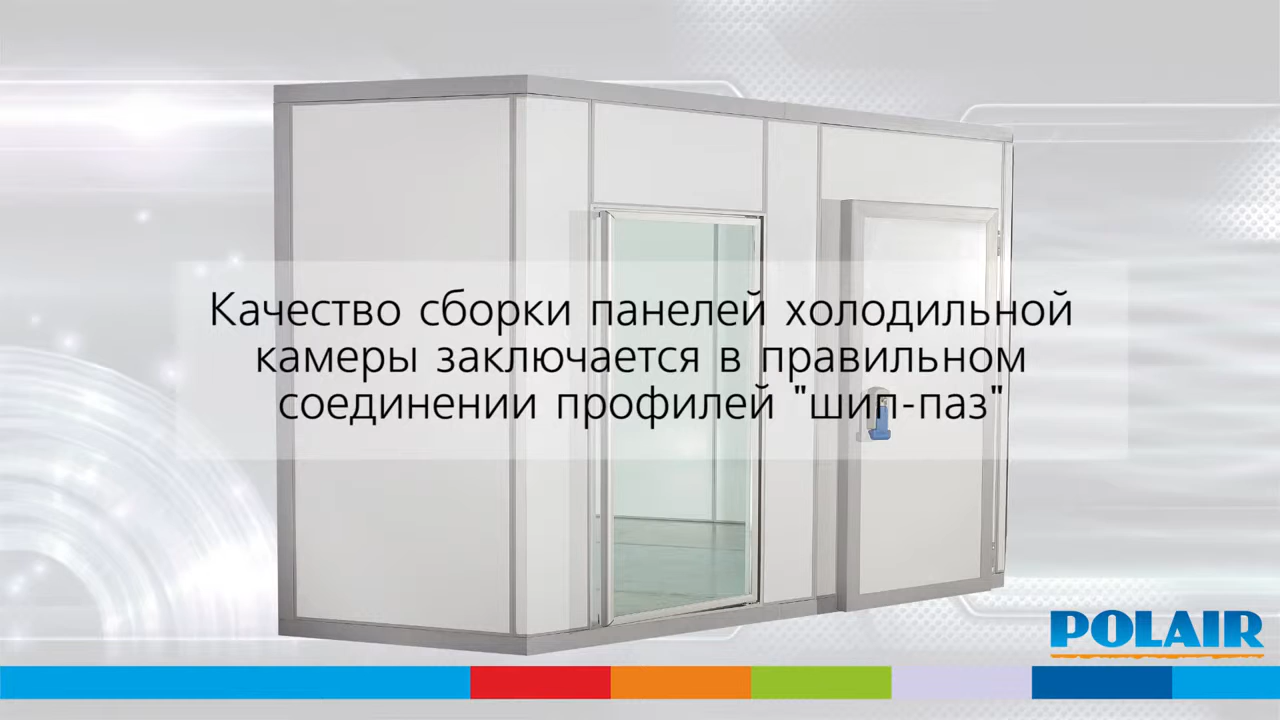 Качество сборки панелей холодильной
камеры заключается в правильном
соединении профилей "шип-паз"
POLAIR